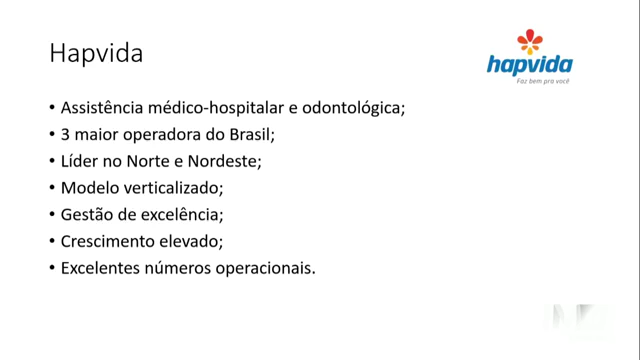 Hapvida
hapvida
Faz bem pra você
• Assistência médico-hospitalar e odontológica;
• 3 maior operadora do Brasil;
• Líder no Norte e Nordeste;
• Modelo verticalizado;
• Gestão de excelência;
• Crescimento elevado;
• Excelentes números operacionais.